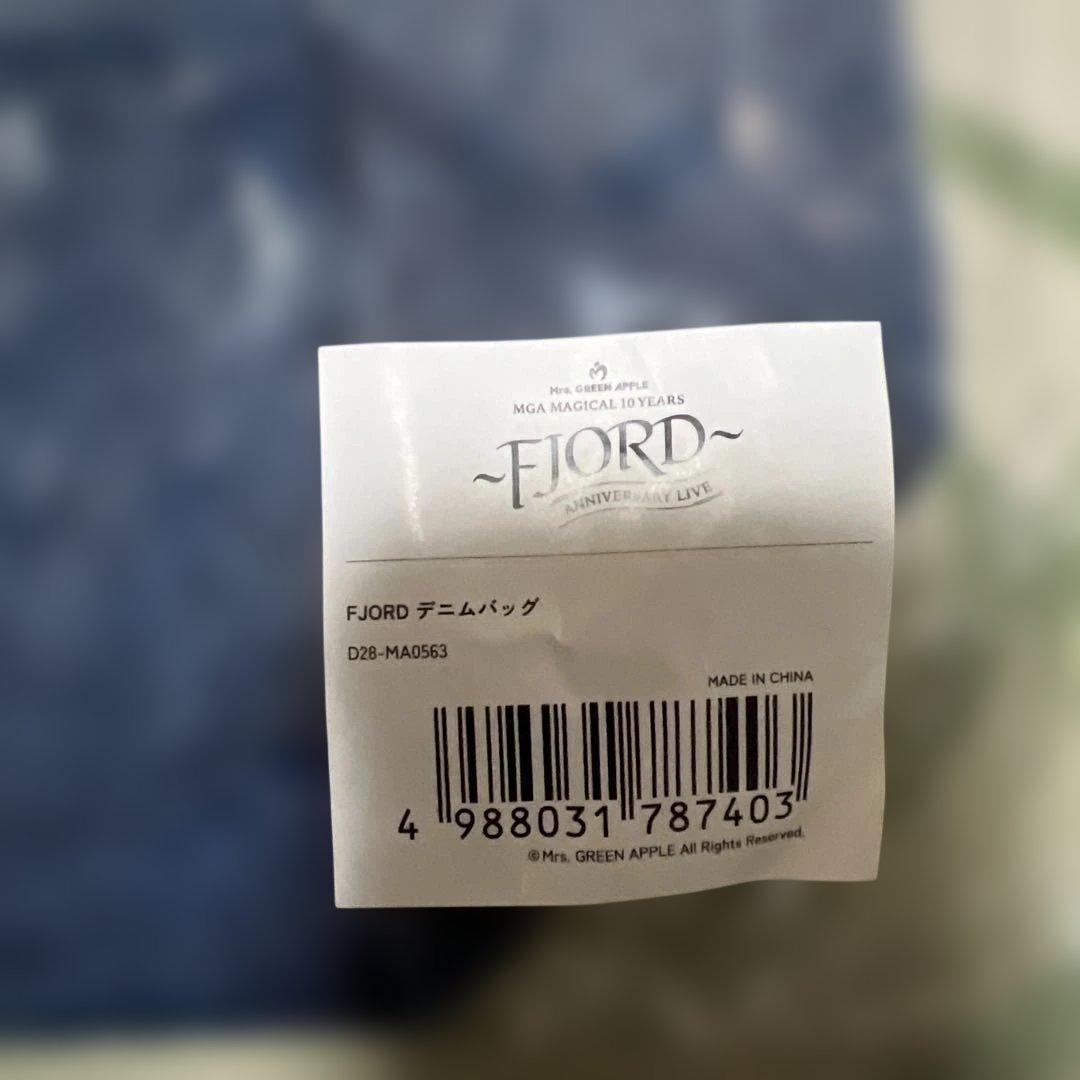 Mrs. GREEN APPLE
MGA MAGICAL 10 YEARS
~FJORD~
ANNIVERSARY LIVE
FJORD デニムバッグ
D28-MA0563
MADE IN CHINA
4 988031 787403
©Mrs. GREEN APPLE All Rights Reserved.